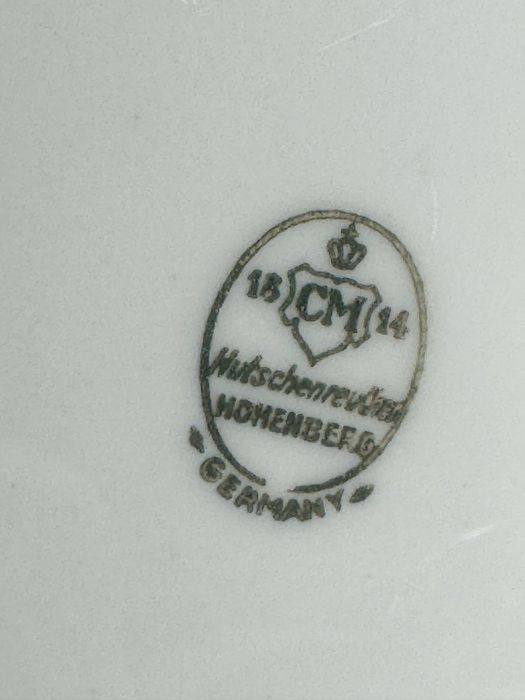 18 CM 14
Hutschenreuther
HOHENBERG
GERMANY